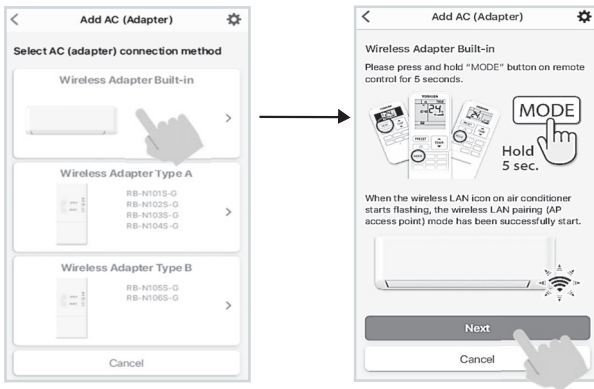 Add AC (Adapter)
Select AC (adapter) connection method
Wireless Adapter Built-in
Wireless Adapter Type A
RB-N101S-G
RB-N102S-G
RB-N103S-G
RB-N104S-G
Wireless Adapter Type B
RB-N105S-G
RB-N106S-G
Cancel
Add AC (Adapter)
Wireless Adapter Built-in
Please press and hold "MODE" button on remote
control for 5 seconds.
TOSHIBA
PRESET
MODE
Hold
5 sec.
When the wireless LAN icon on air conditioner
starts flashing, the wireless LAN pairing (AP
access point) mode has been successfully start.
Next
Cancel